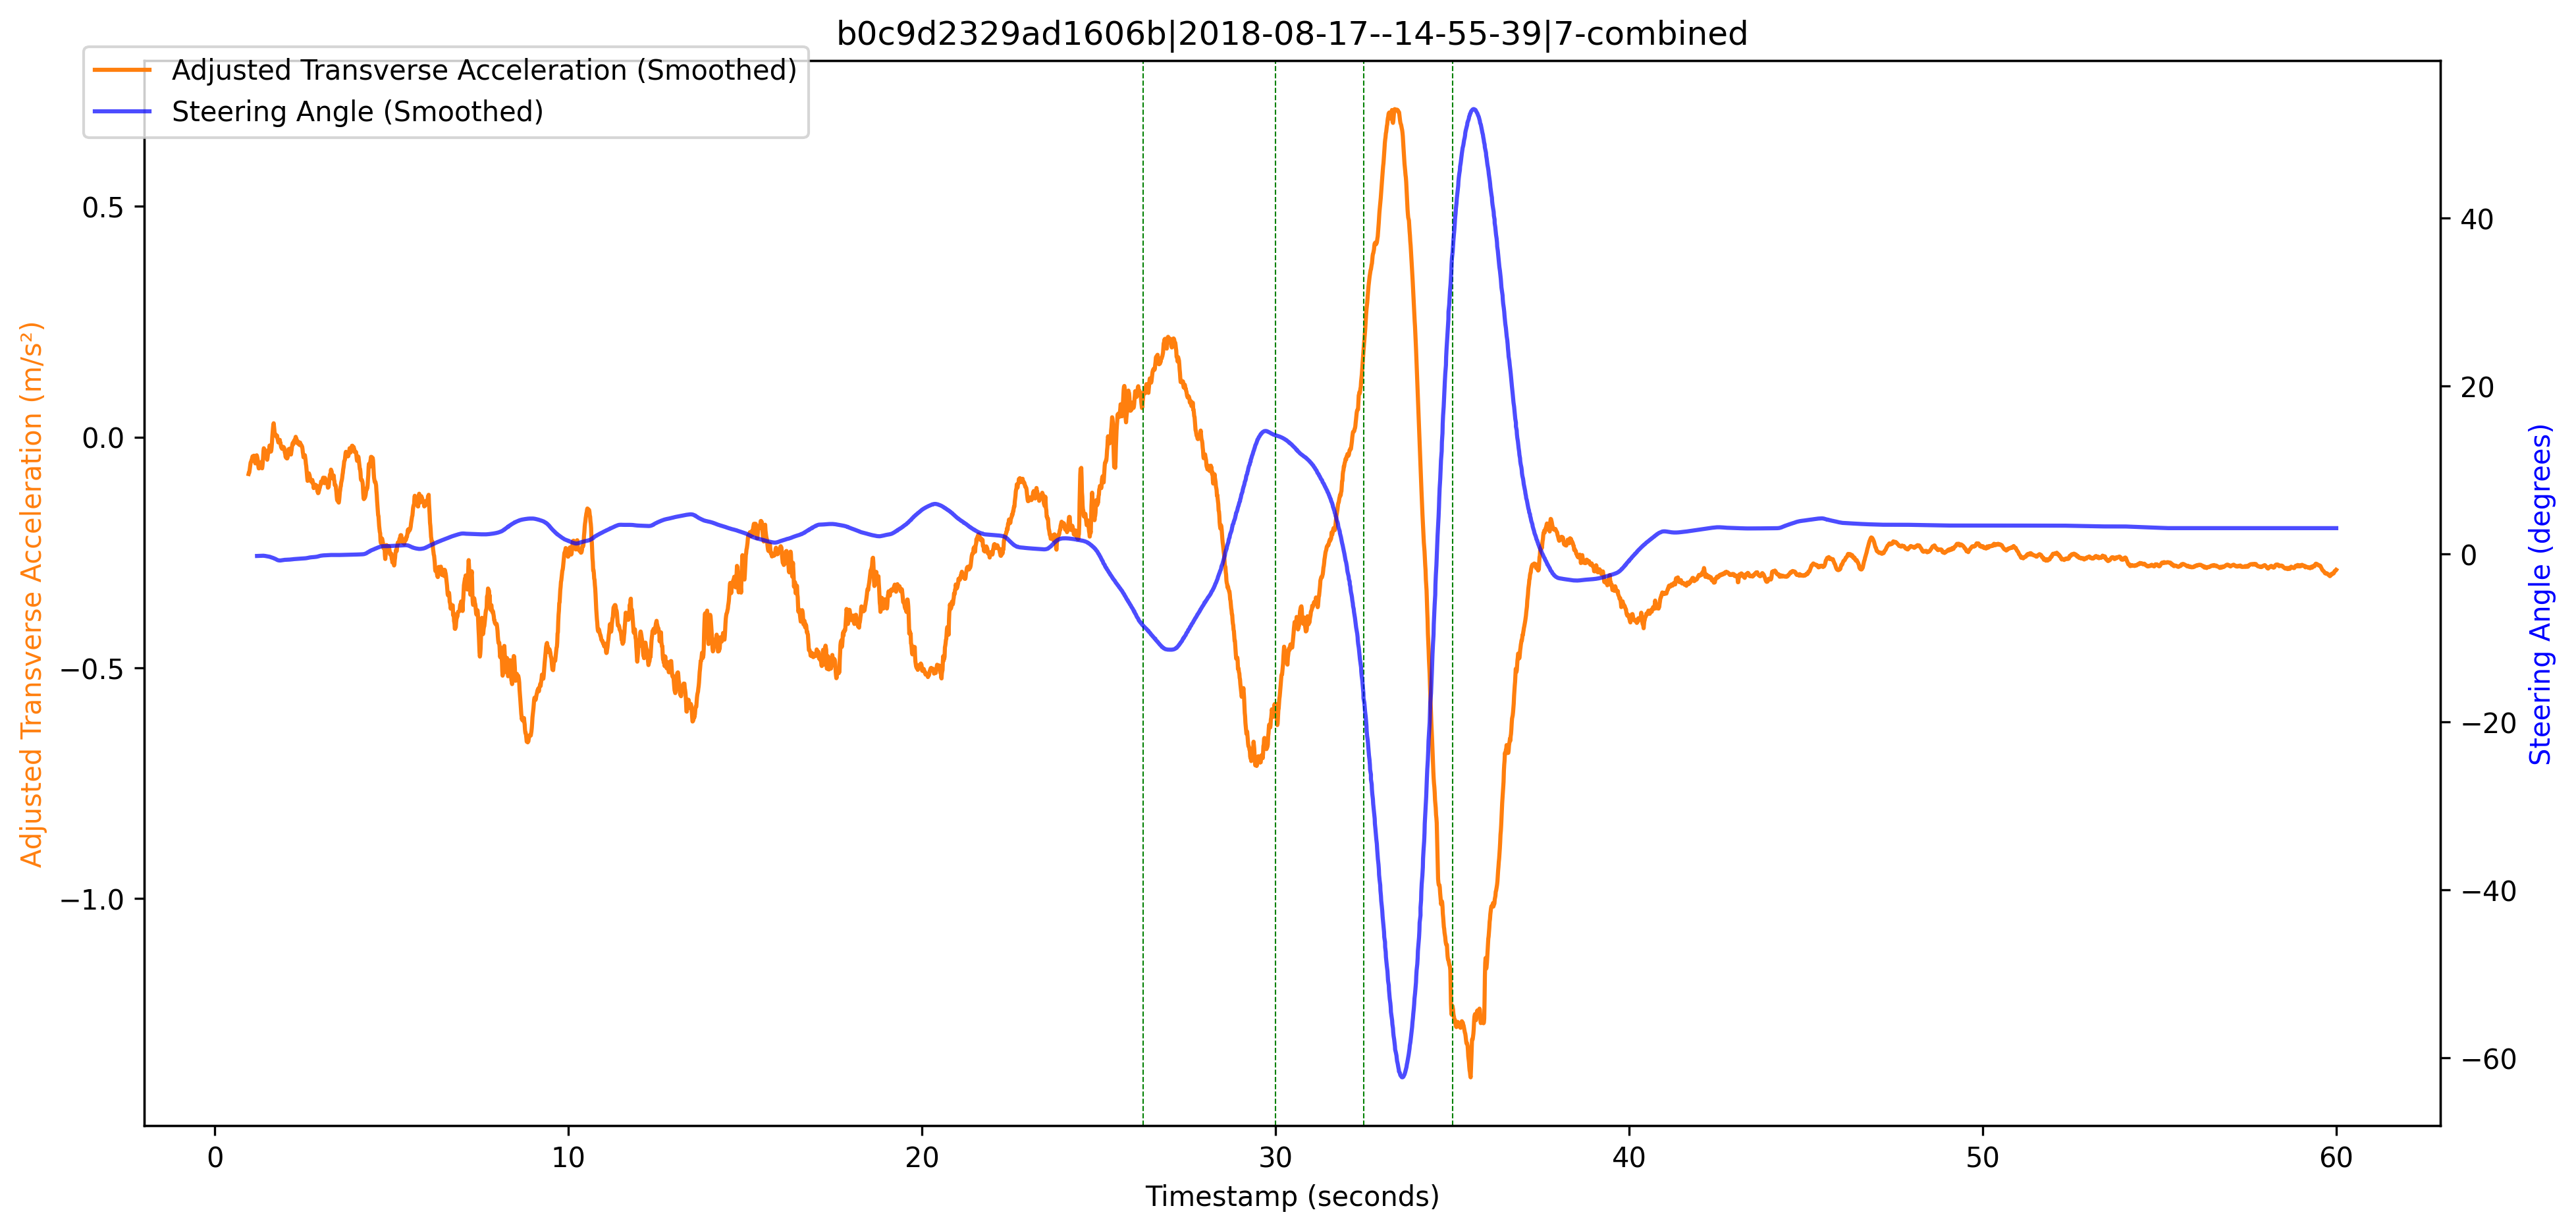 b0c9d2329ad1606b|2018-08-17--14-55-39|7-combined
Adjusted Transverse Acceleration (Smoothed)
Steering Angle (Smoothed)
Adjusted Transverse Acceleration (m/s²)
0.5
0.0
−0.5
−1.0
40
20
0
−20
−40
−60
Steering Angle (degrees)
0 10 20 30 40 50 60
Timestamp (seconds)